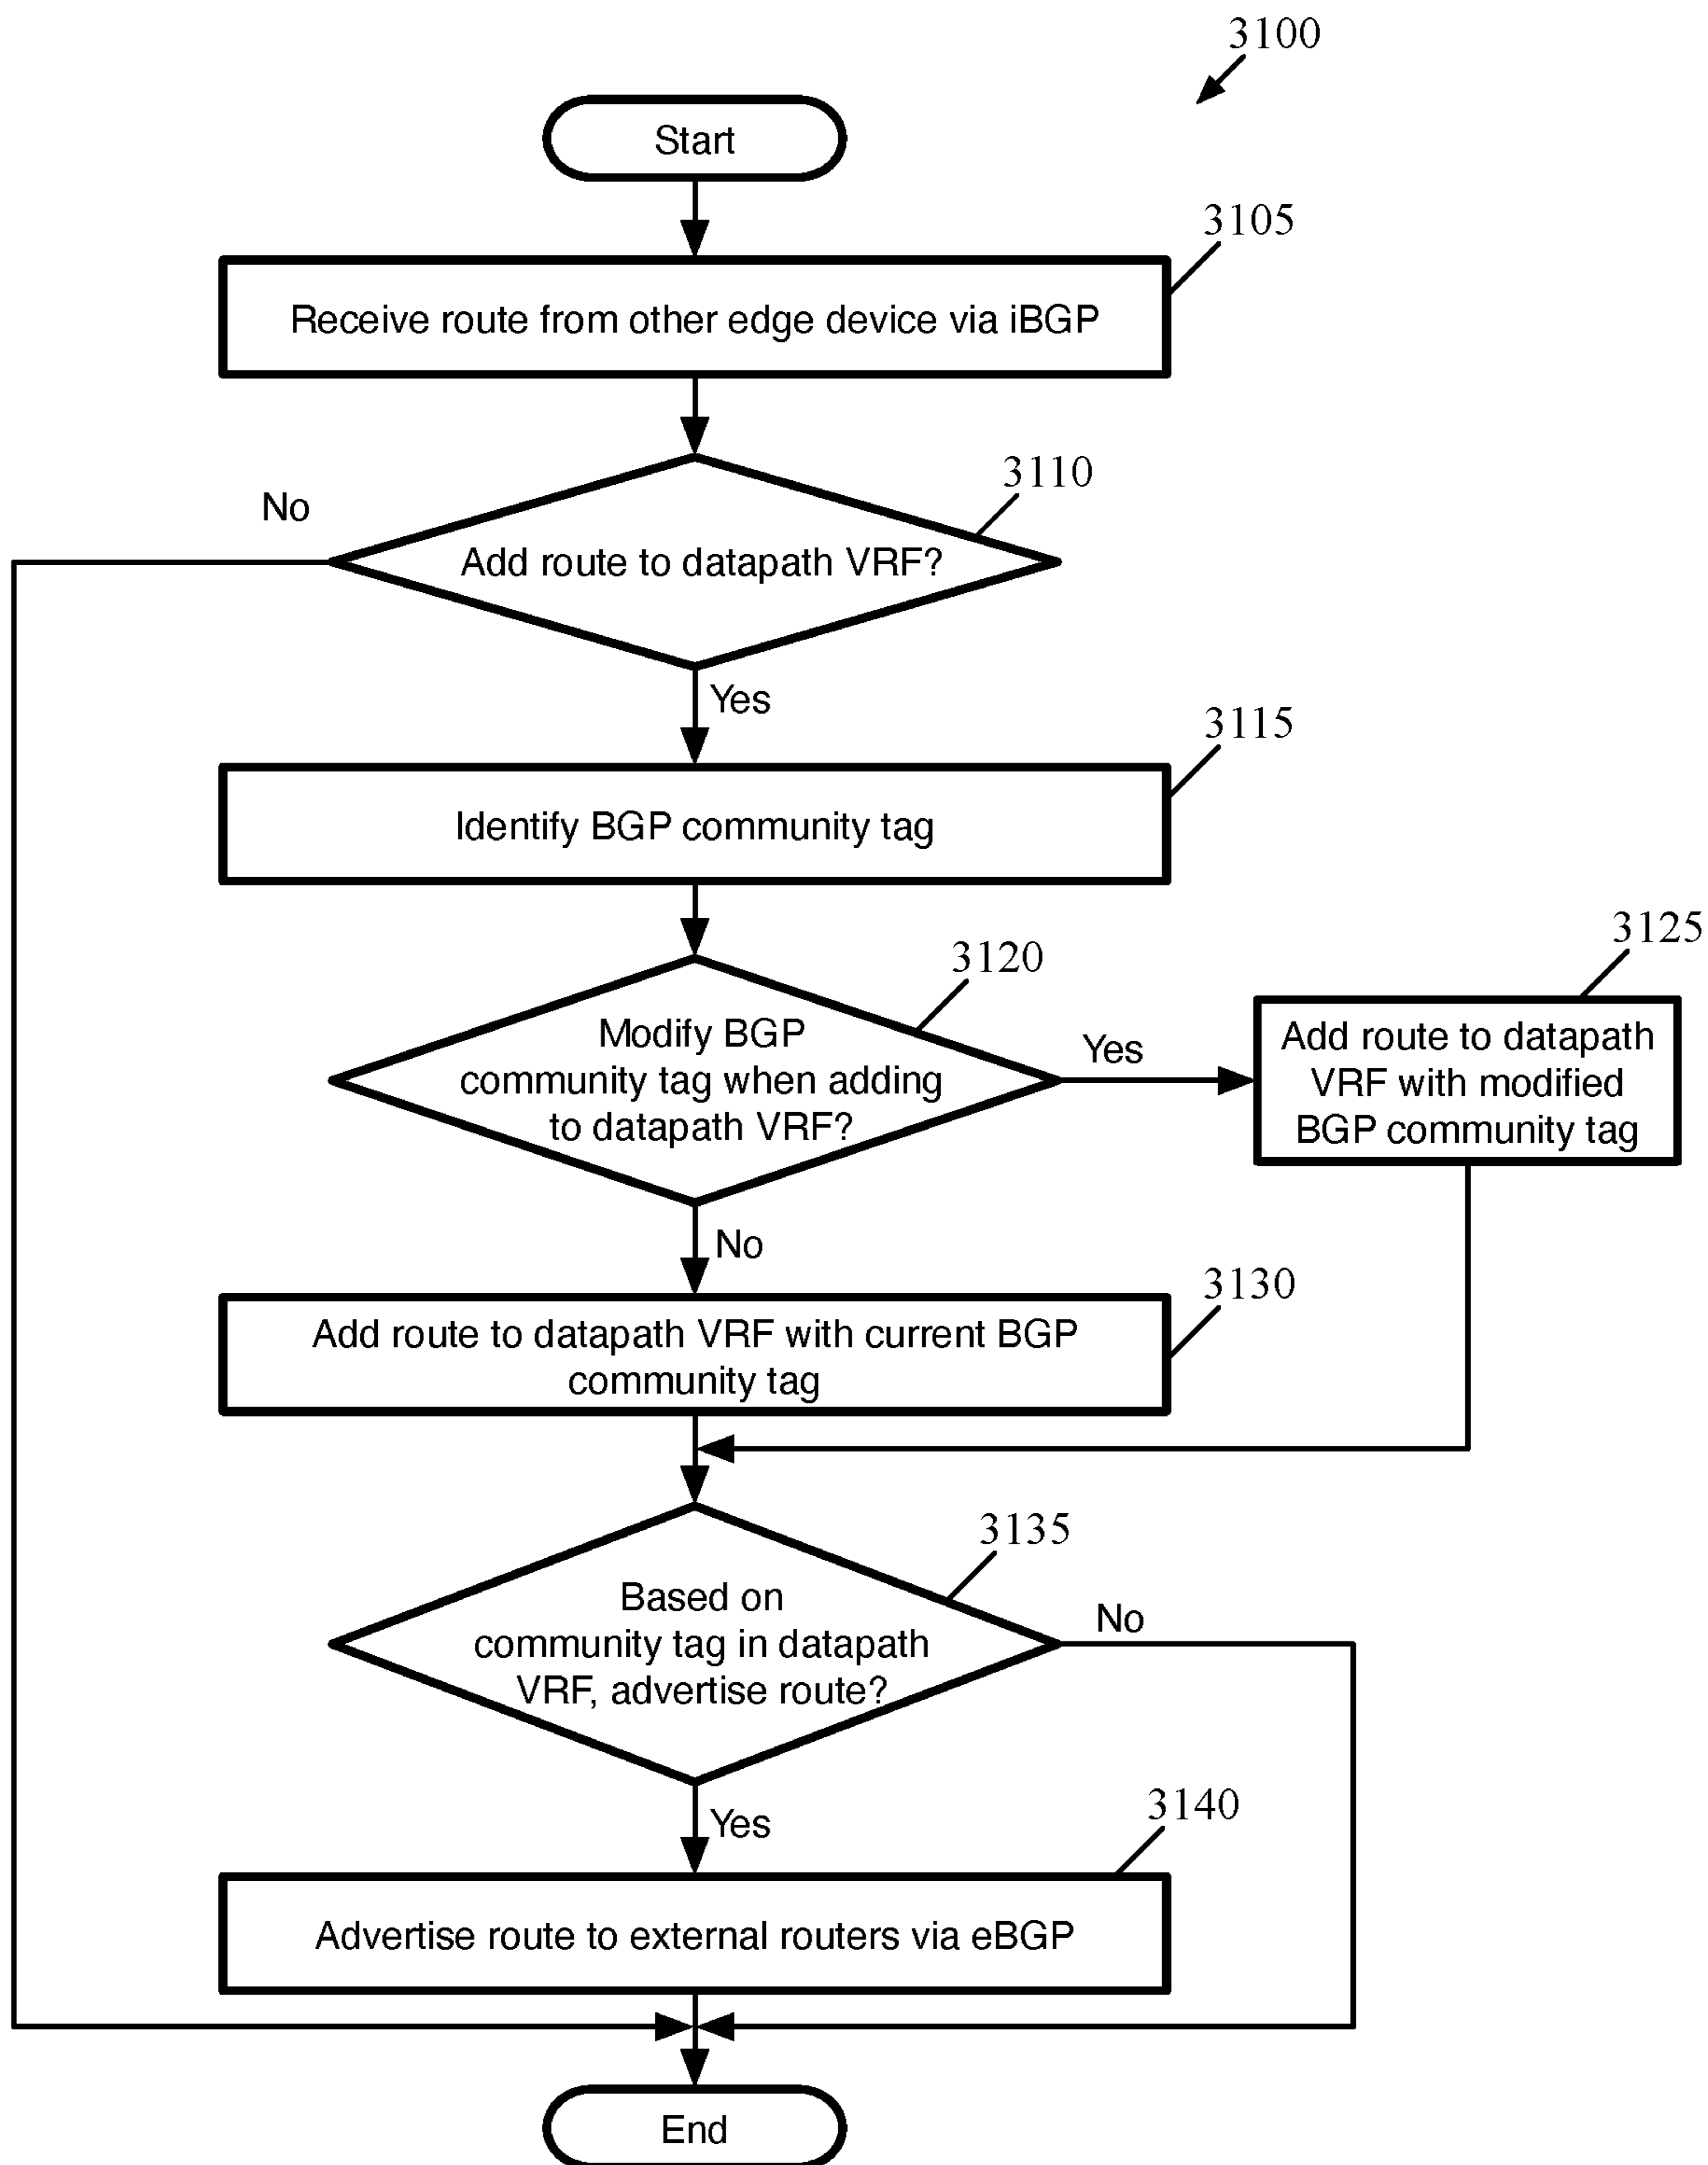 3100
Start
3105
Receive route from other edge device via iBGP
3110
No
Add route to datapath VRF?
Yes
3115
Identify BGP community tag
3120
3125
Modify BGP
community tag when adding
to datapath VRF?
Yes
Add route to datapath
VRF with modified
BGP community tag
No
3130
Add route to datapath VRF with current BGP
community tag
3135
Based on
community tag in datapath
VRF, advertise route?
No
Yes
3140
Advertise route to external routers via eBGP
End